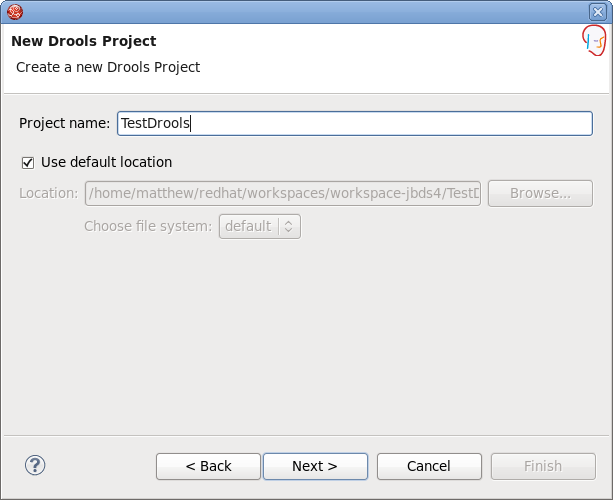 New Drools Project
Create a new Drools Project
Project name: TestDrools
Use default location
Location: /home/matthew/redhat/workspaces/workspace-jbds4/TestD Browse...
Choose file system: default
? < Back Next > Cancel Finish